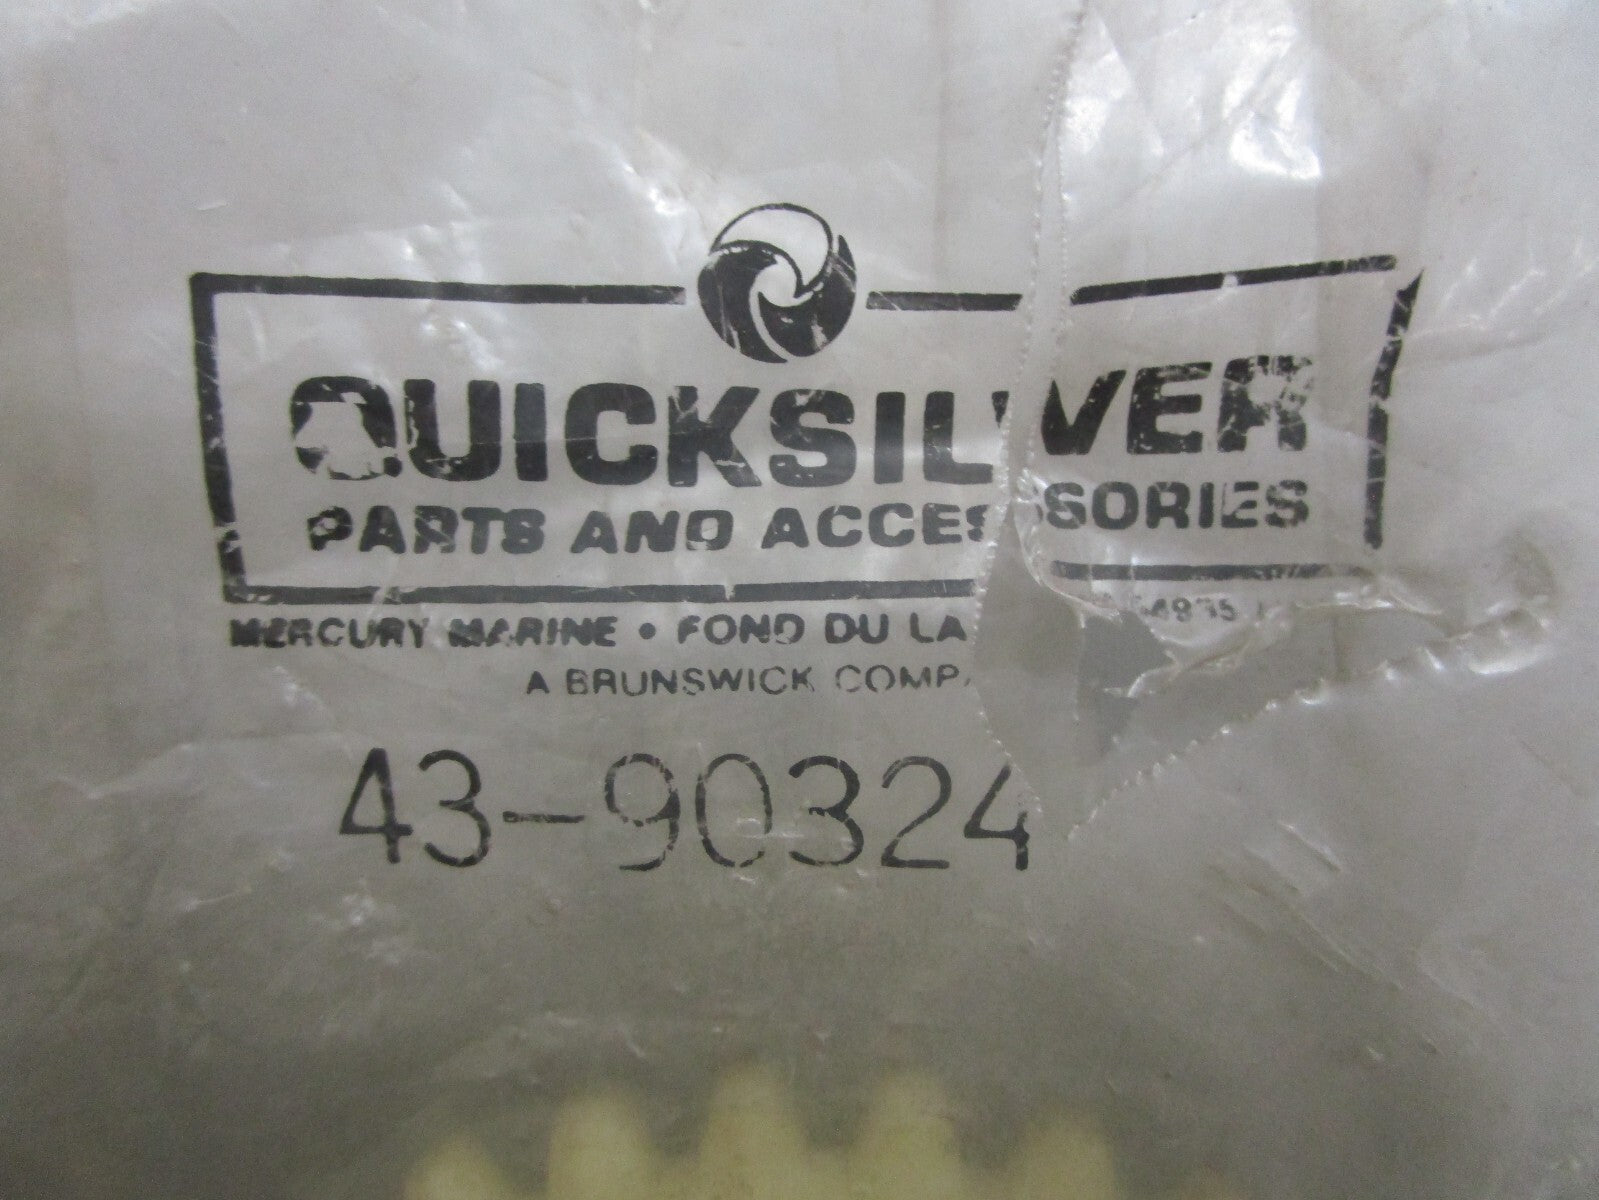 QUICKSILVER
PARTS AND ACCESSORIES
MERCURY MARINE • FOND DU LA
A BRUNSWICK COMPA
43-90324